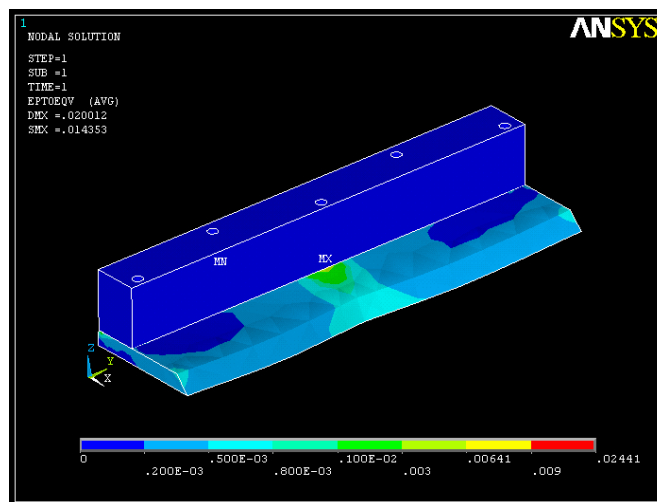 1
ANSYS
NODAL SOLUTION
STEP=1
SUB =1
TIME=1
EPTOEQV (AVG)
DMX =.020012
SMX =.014353
MN
MX
Z
Y
X
0 .500E-03 .100E-02 .00641 .02441
.200E-03 .800E-03 .003 .009